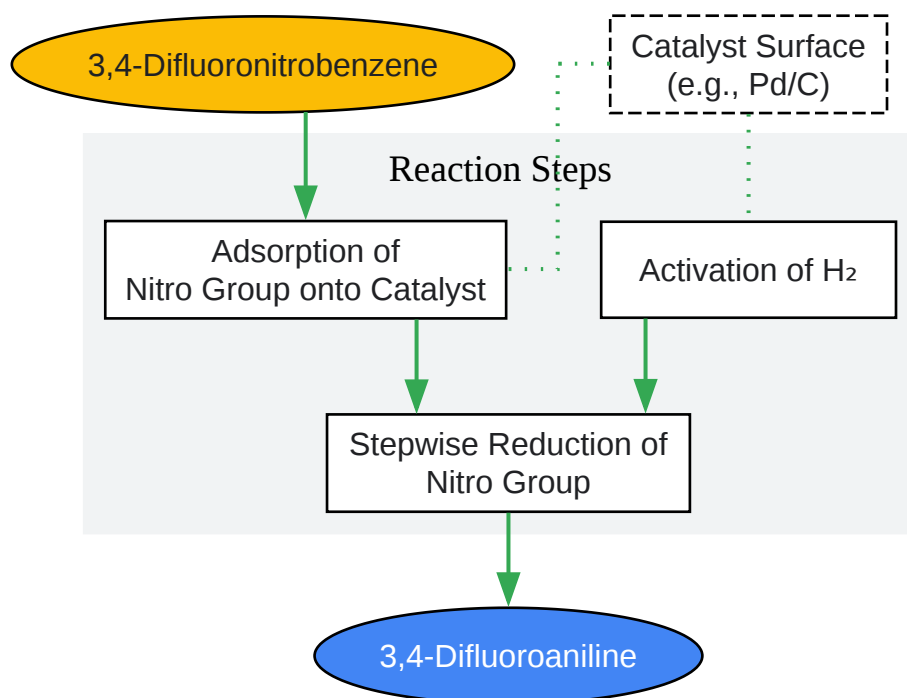 3,4-Difluoronitrobenzene
Catalyst Surface
(e.g., Pd/C)
Reaction Steps
Adsorption of
Nitro Group onto Catalyst
Activation of H₂
Stepwise Reduction of
Nitro Group
3,4-Difluoroaniline